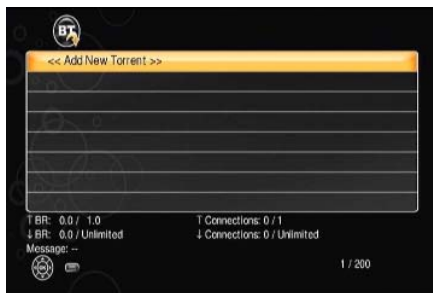 BT
<< Add New Torrent >>
↑ BR: 0.0 / 1.0 ↑ Connections: 0 / 1
↓ BR: 0.0 / Unlimited ↓ Connections: 0 / Unlimited
Message: --
OK 1 / 200